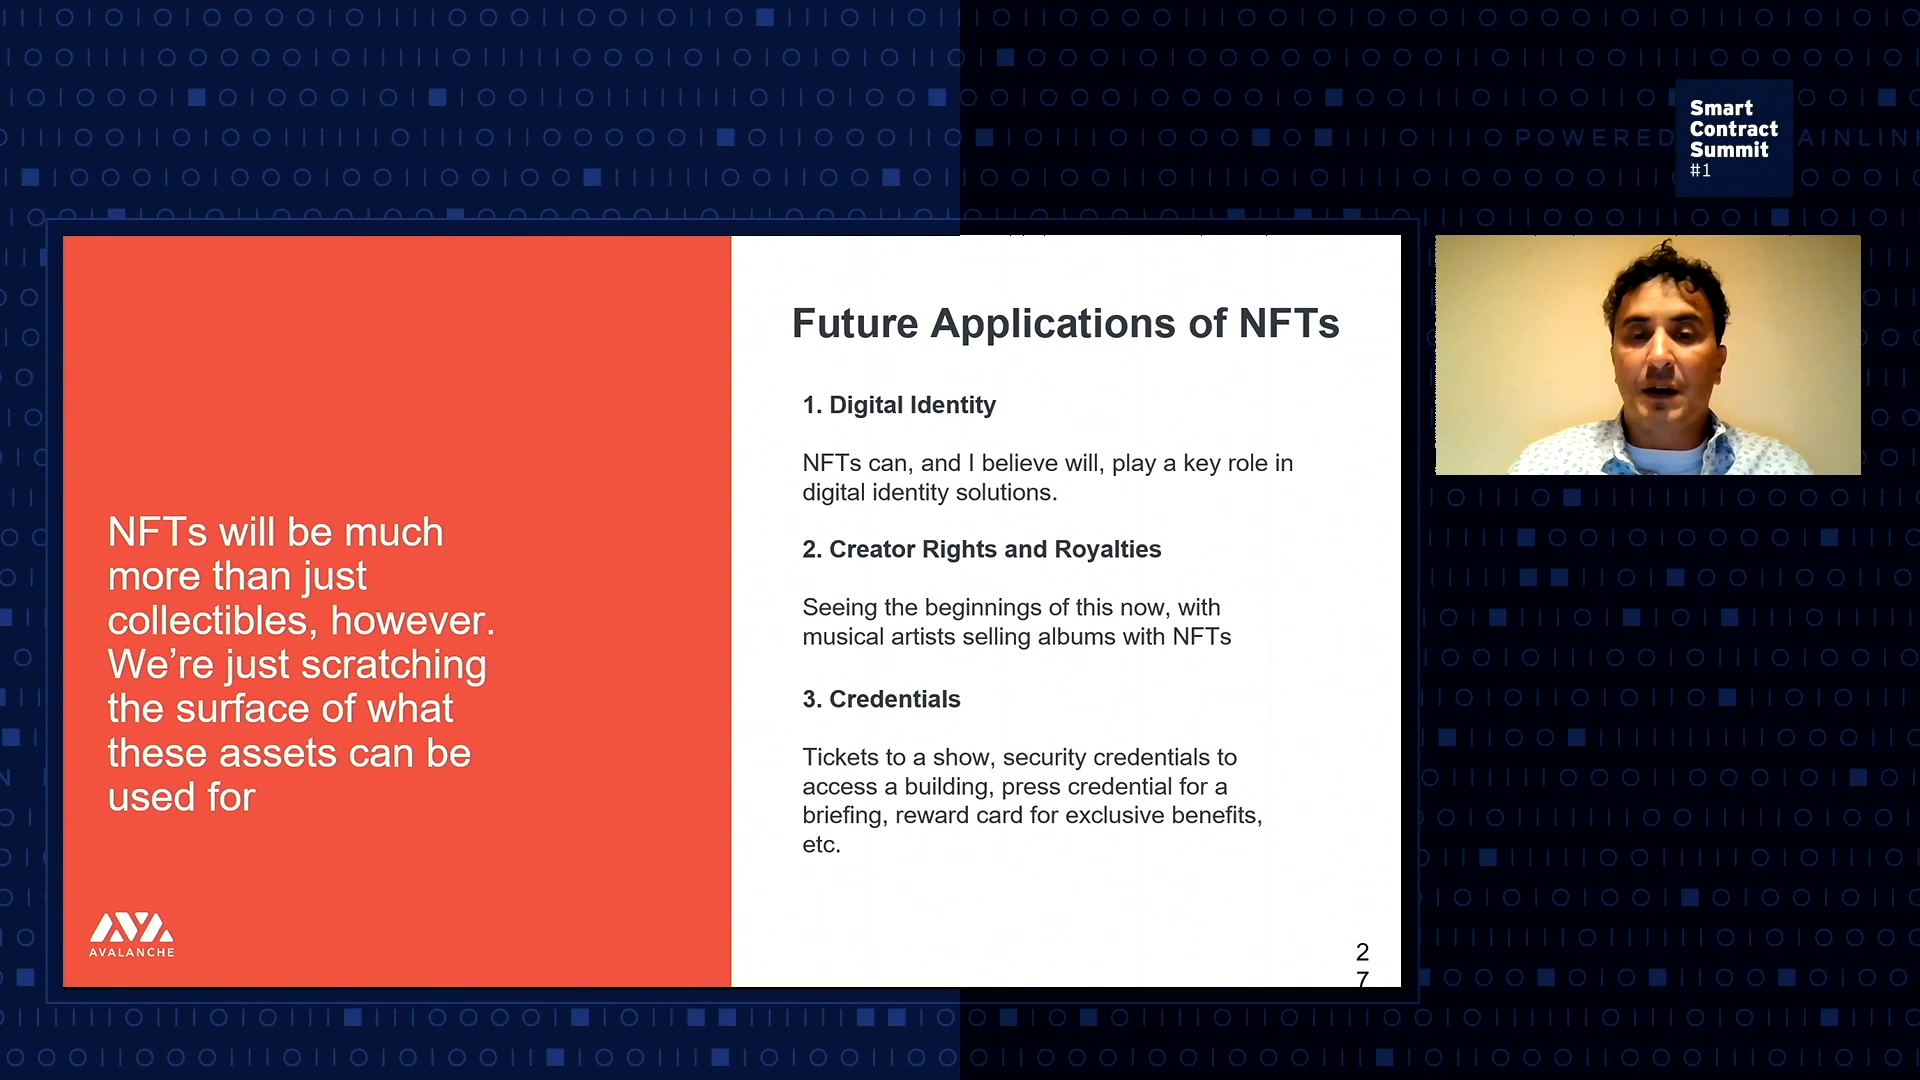 Smart
Contract
Summit
#1
POWERED
AINLIN
NFTs will be much
more than just
collectibles, however.
We’re just scratching
the surface of what
these assets can be
used for
AVALANCHE
Future Applications of NFTs
1. Digital Identity
NFTs can, and I believe will, play a key role in
digital identity solutions.
2. Creator Rights and Royalties
Seeing the beginnings of this now, with
musical artists selling albums with NFTs
3. Credentials
Tickets to a show, security credentials to
access a building, press credential for a
briefing, reward card for exclusive benefits,
etc.
2
7